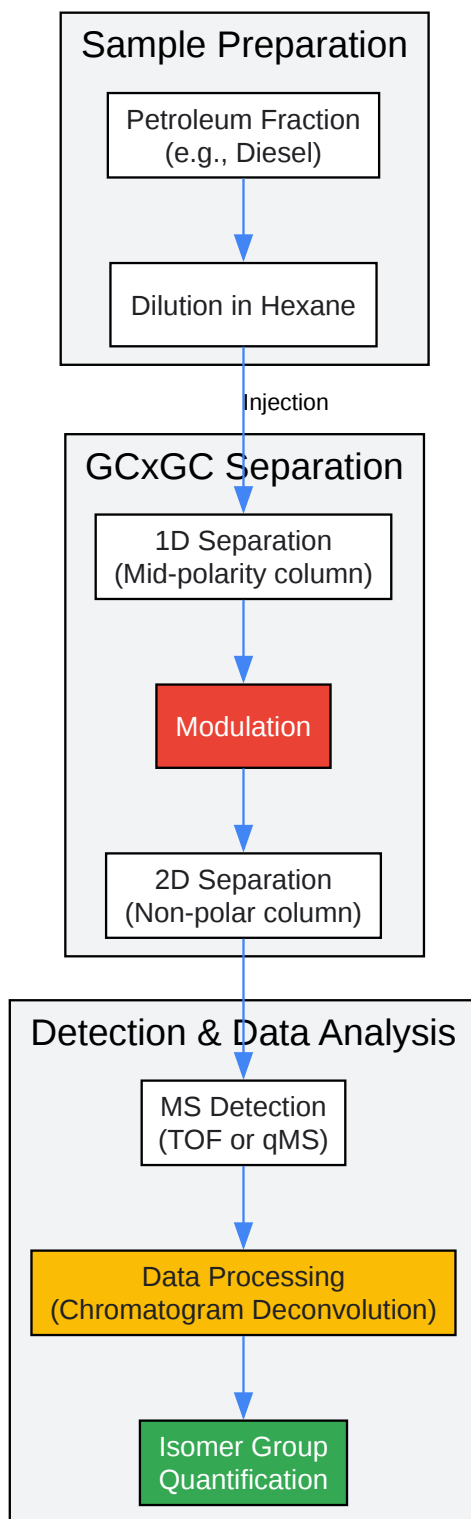 Sample Preparation
Petroleum Fraction
(e.g., Diesel)
Dilution in Hexane
Injection
GCxGC Separation
1D Separation
(Mid-polarity column)
Modulation
2D Separation
(Non-polar column)
Detection & Data Analysis
MS Detection
(TOF or qMS)
Data Processing
(Chromatogram Deconvolution)
Isomer Group
Quantification